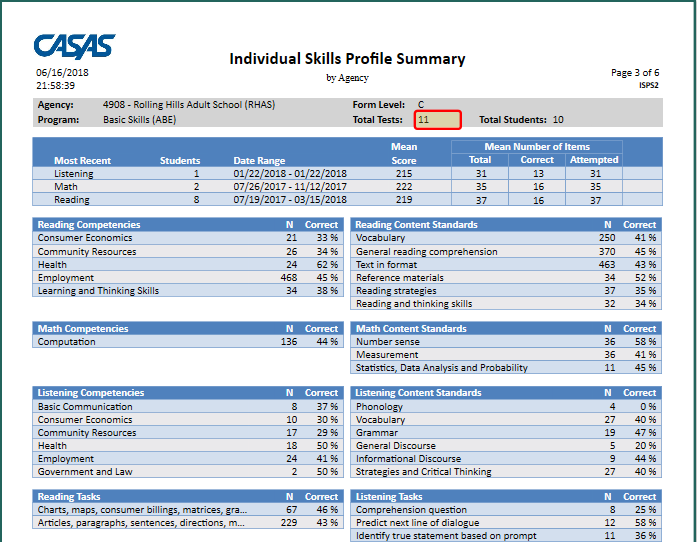 CASAS
Individual Skills Profile Summary
06/16/2018
21:58:39
by Agency
Page 3 of 6
ISPS2
Agency: 4908 - Rolling Hills Adult School (RHAS) Form Level: C
Program: Basic Skills (ABE) Total Tests: 11 Total Students: 10
Mean Mean Number of Items
Most Recent Students Date Range Score Total Correct Attempted
Listening 1 01/22/2018 - 01/22/2018 215 31 13 31
Math 2 07/26/2017 - 11/12/2017 222 35 16 35
Reading 8 07/19/2017 - 03/15/2018 219 37 16 37
Reading Competencies N Correct
Consumer Economics 21 33 %
Community Resources 26 34 %
Health 24 62 %
Employment 468 45 %
Learning and Thinking Skills 34 38 %
Reading Content Standards N Correct
Vocabulary 250 41 %
General reading comprehension 370 45 %
Text in format 463 43 %
Reference materials 34 52 %
Reading strategies 37 35 %
Reading and thinking skills 32 34 %
Math Competencies N Correct
Computation 136 44 %
Math Content Standards N Correct
Number sense 36 58 %
Measurement 36 41 %
Statistics, Data Analysis and Probability 11 45 %
Listening Competencies N Correct
Basic Communication 8 37 %
Consumer Economics 10 30 %
Community Resources 17 29 %
Health 18 50 %
Employment 24 41 %
Government and Law 2 50 %
Listening Content Standards N Correct
Phonology 4 0 %
Vocabulary 27 40 %
Grammar 19 47 %
General Discourse 5 20 %
Informational Discourse 9 44 %
Strategies and Critical Thinking 27 40 %
Reading Tasks N Correct
Charts, maps, consumer billings, matrices, gra... 67 46 %
Articles, paragraphs, sentences, directions, m... 229 43 %
Listening Tasks N Correct
Comprehension question 8 25 %
Predict next line of dialogue 12 58 %
Identify true statement based on prompt 11 36 %